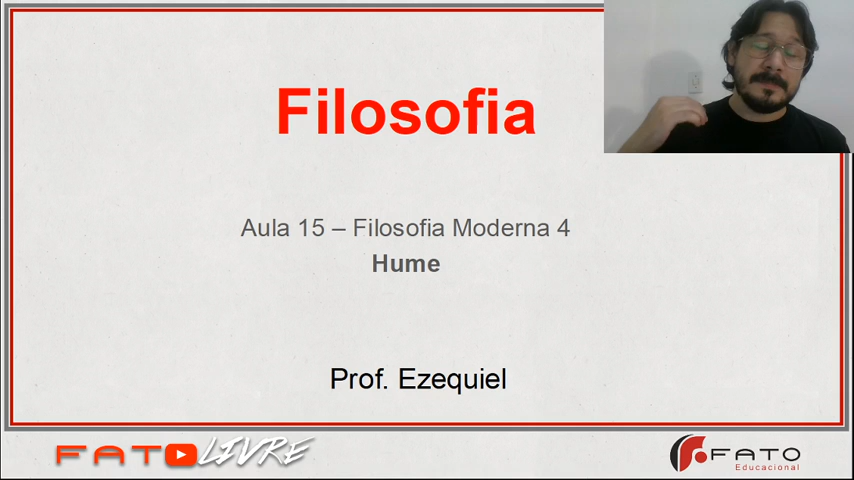 Filosofia
Aula 15 – Filosofia Moderna 4
Hume
Prof. Ezequiel
FATO LIVRE
FATO
Educacional